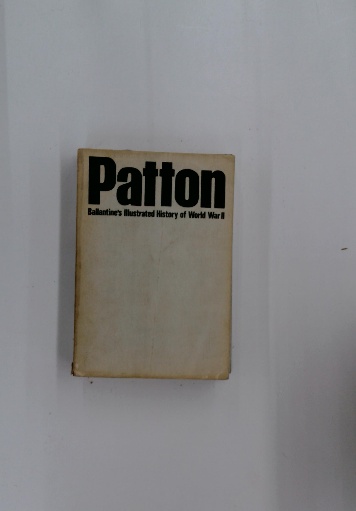 Patton
Ballantine's Illustrated History of World War II